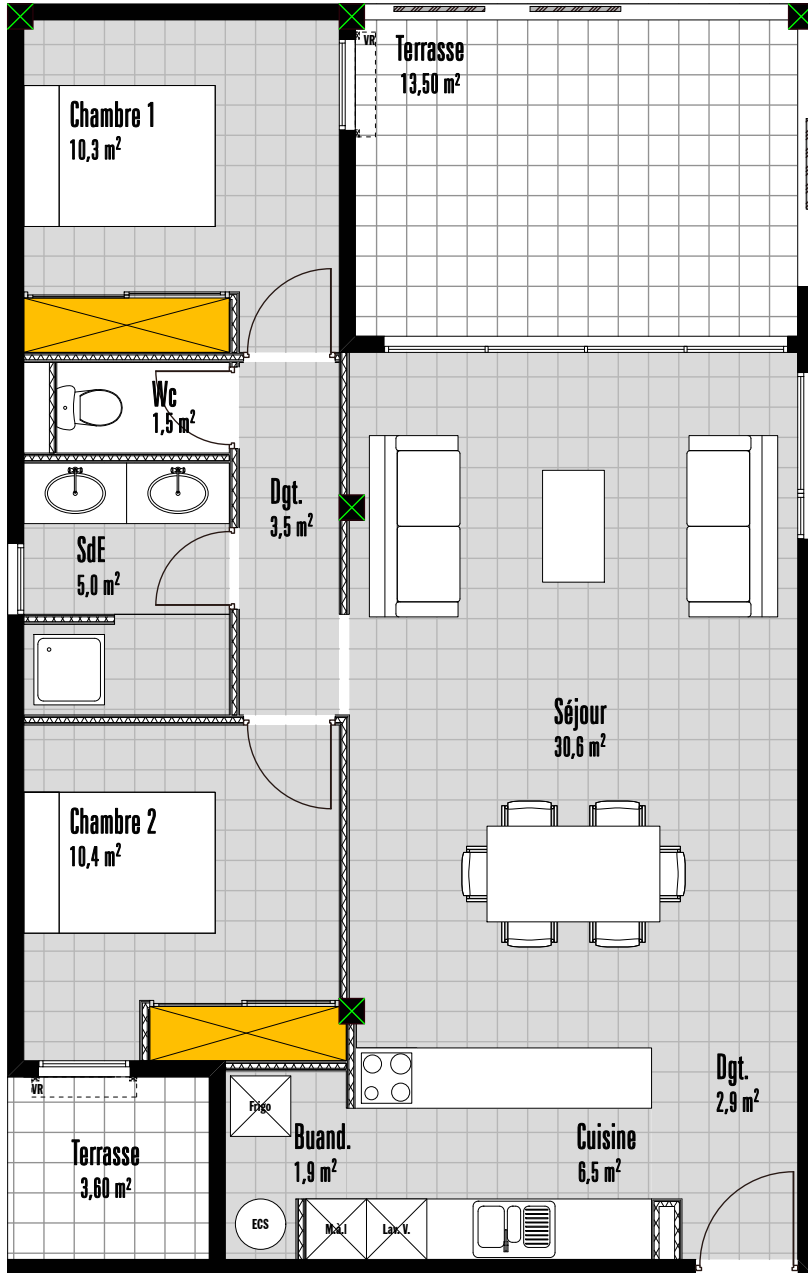 VR
Terrasse
13,50 m²
Chambre 1
10,3 m²
Wc
1,5 m²
Dgt.
3,5 m²
SdE
5,0 m²
Séjour
30,6 m²
Chambre 2
10,4 m²
VR
Dgt.
2,9 m²
Frigo
Buand.
1,9 m²
Cuisine
6,5 m²
Terrasse
3,60 m²
ECS
M.à.l
Lav. V.